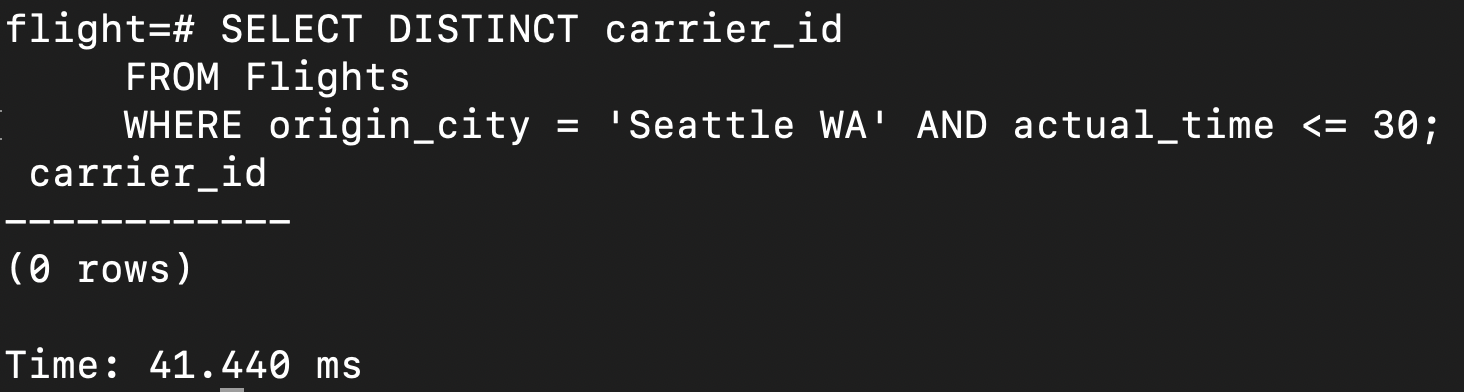 flight=# SELECT DISTINCT carrier_id
FROM Flights
WHERE origin_city = 'Seattle WA' AND actual_time <= 30;
carrier_id
------------
(0 rows)
Time: 41.440 ms